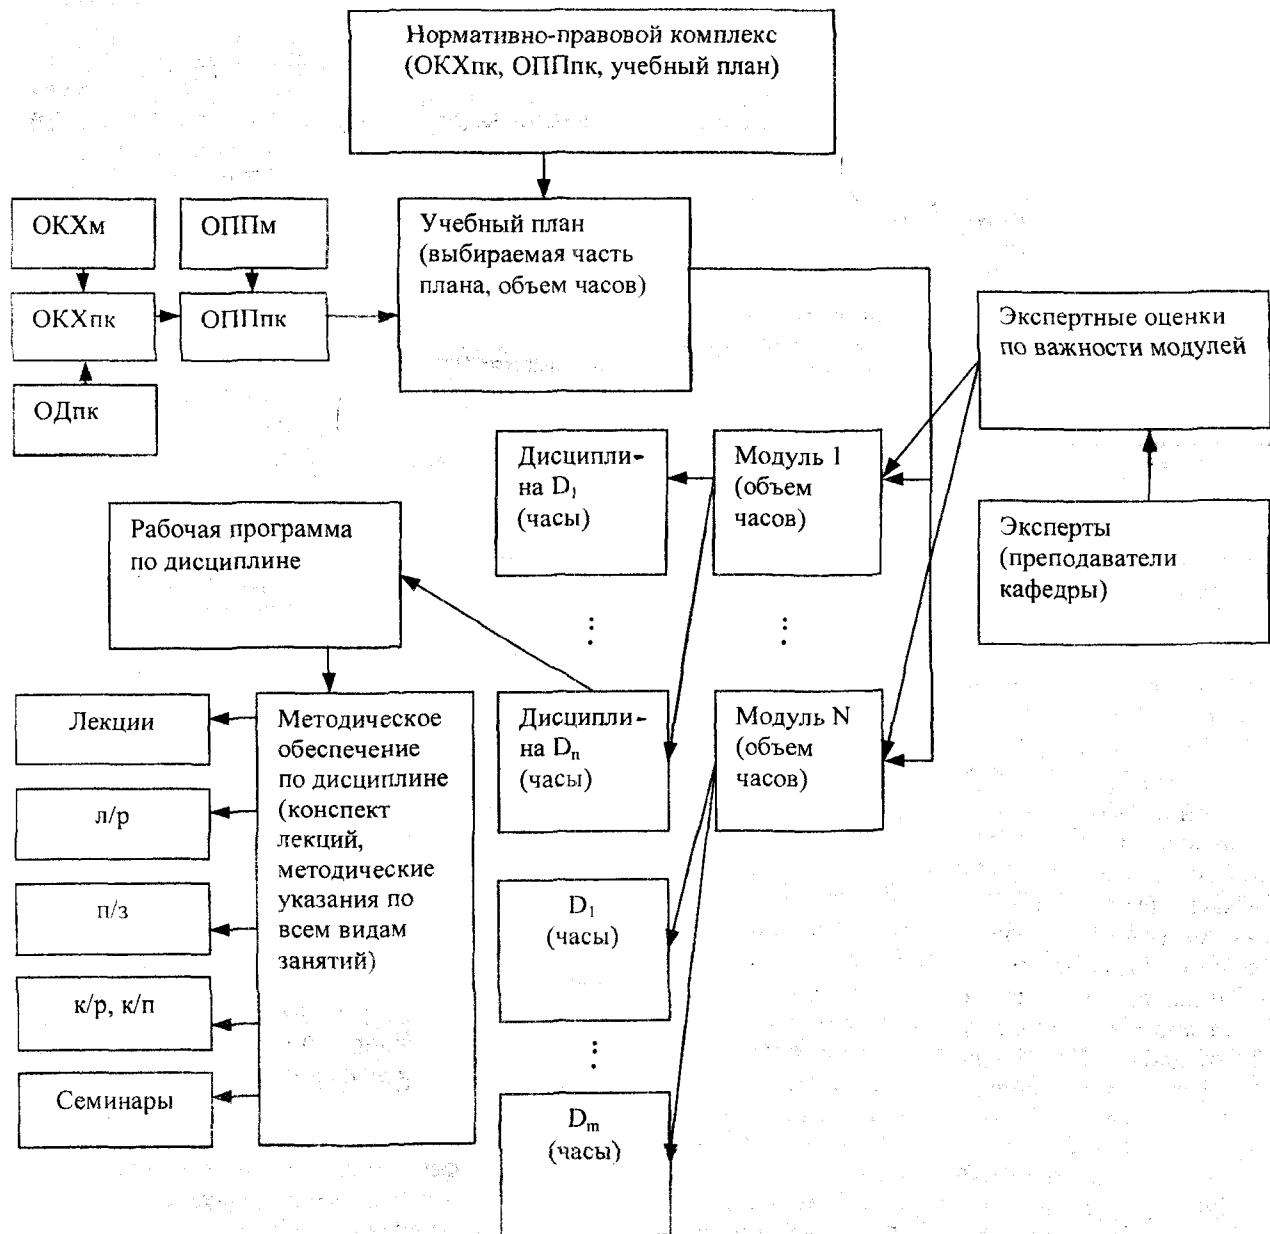 Нормативно-правовой комплекс
(ОКХпк, ОППпк, учебный план)
ОКХм
ОППм
Учебный план
(выбираемая часть
плана, объем часов)
ОКХпк
ОППпк
ОДпк
Экспертные оценки
по важности модулей
Дисципли-
на D₁
(часы)
Модуль 1
(объем
часов)
Эксперты
(преподаватели
кафедры)
Рабочая программа
по дисциплине
Дисципли-
на Dₙ
(часы)
Модуль N
(объем
часов)
Лекции
л/р
п/з
к/р, к/п
Семинары
Методическое
обеспечение
по дисциплине
(конспект
лекций,
методические
указания по
всем видам
занятий)
D₁
(часы)
Dₘ
(часы)